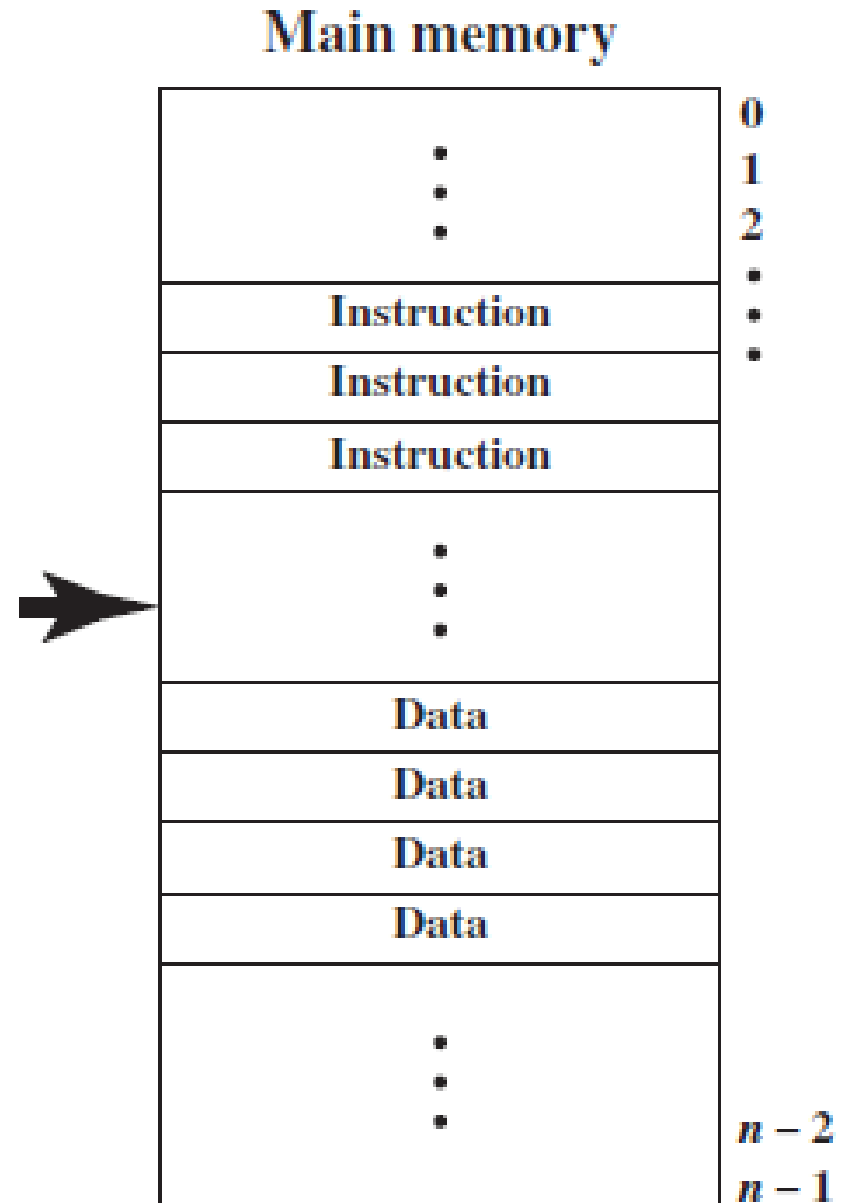 Main memory
0
1
2
Instruction
Instruction
Instruction
Data
Data
Data
Data
n – 2
n – 1